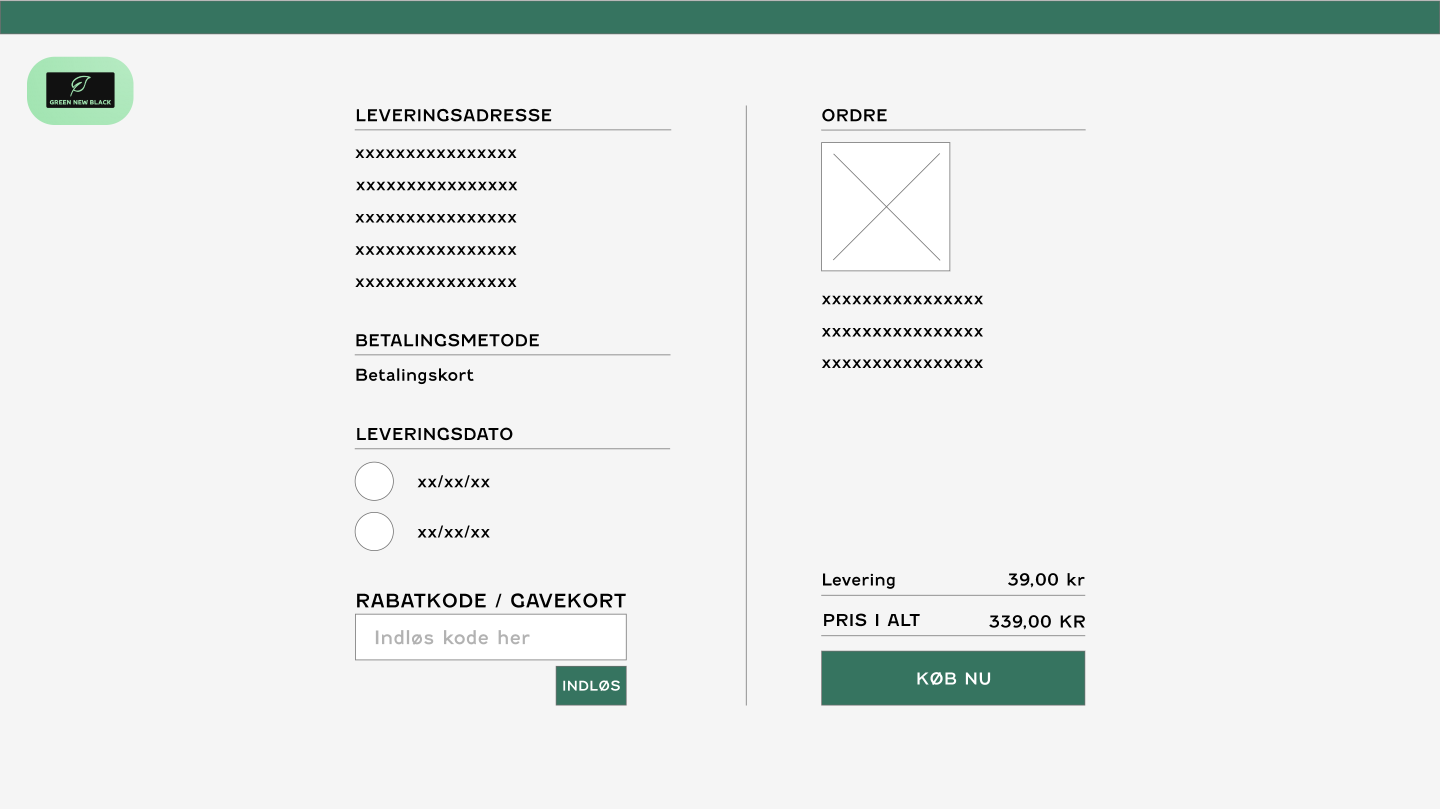 GREEN NEW BLACK
LEVERINGSADRESSE
xxxxxxxxxxxxxxxx
xxxxxxxxxxxxxxxx
xxxxxxxxxxxxxxxx
xxxxxxxxxxxxxxxx
xxxxxxxxxxxxxxxx
BETALINGSMETODE
Betalingskort
LEVERINGSDATO
xx/xx/xx
xx/xx/xx
RABATKODE / GAVEKORT
Indløs kode her
INDLØS
ORDRE
xxxxxxxxxxxxxxxx
xxxxxxxxxxxxxxxx
xxxxxxxxxxxxxxxx
Levering 39,00 kr
PRIS I ALT 339,00 KR
KØB NU